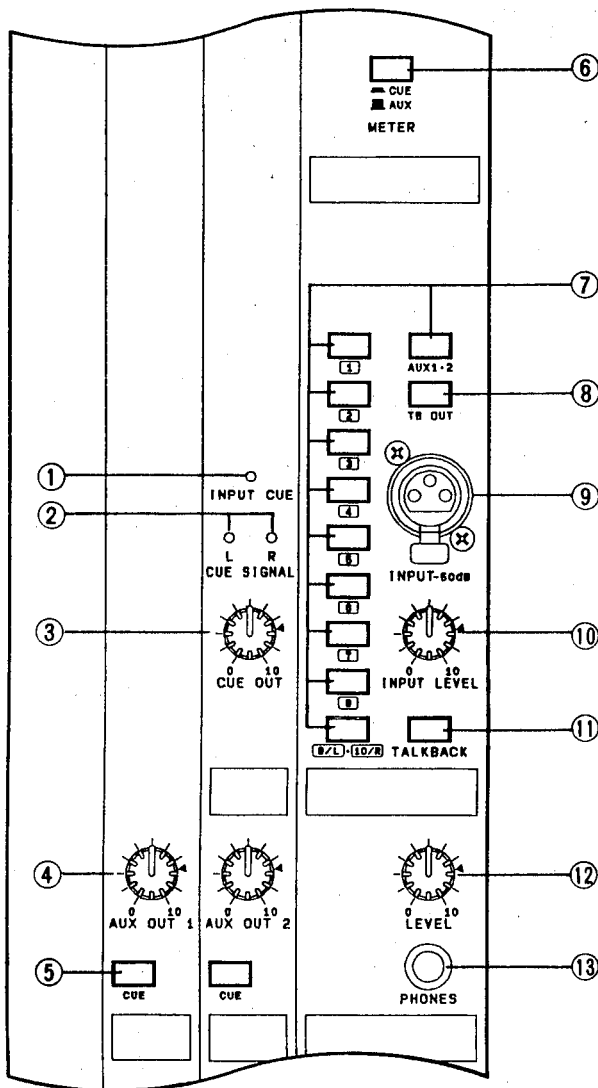 ⑥
CUE
AUX
METER
⑦
1
AUX1·2
⑧
2
TB OUT
3
①
INPUT CUE
4
⑨
②
L R
5
CUE SIGNAL
INPUT-60dB
6
③
⑩
7
0 10
0 10
CUE OUT
INPUT LEVEL
8
⑪
9/L · 10/R
TALKBACK
④
⑫
0 10
0 10
0 10
AUX OUT 1
AUX OUT 2
LEVEL
⑤
⑬
CUE
CUE
PHONES